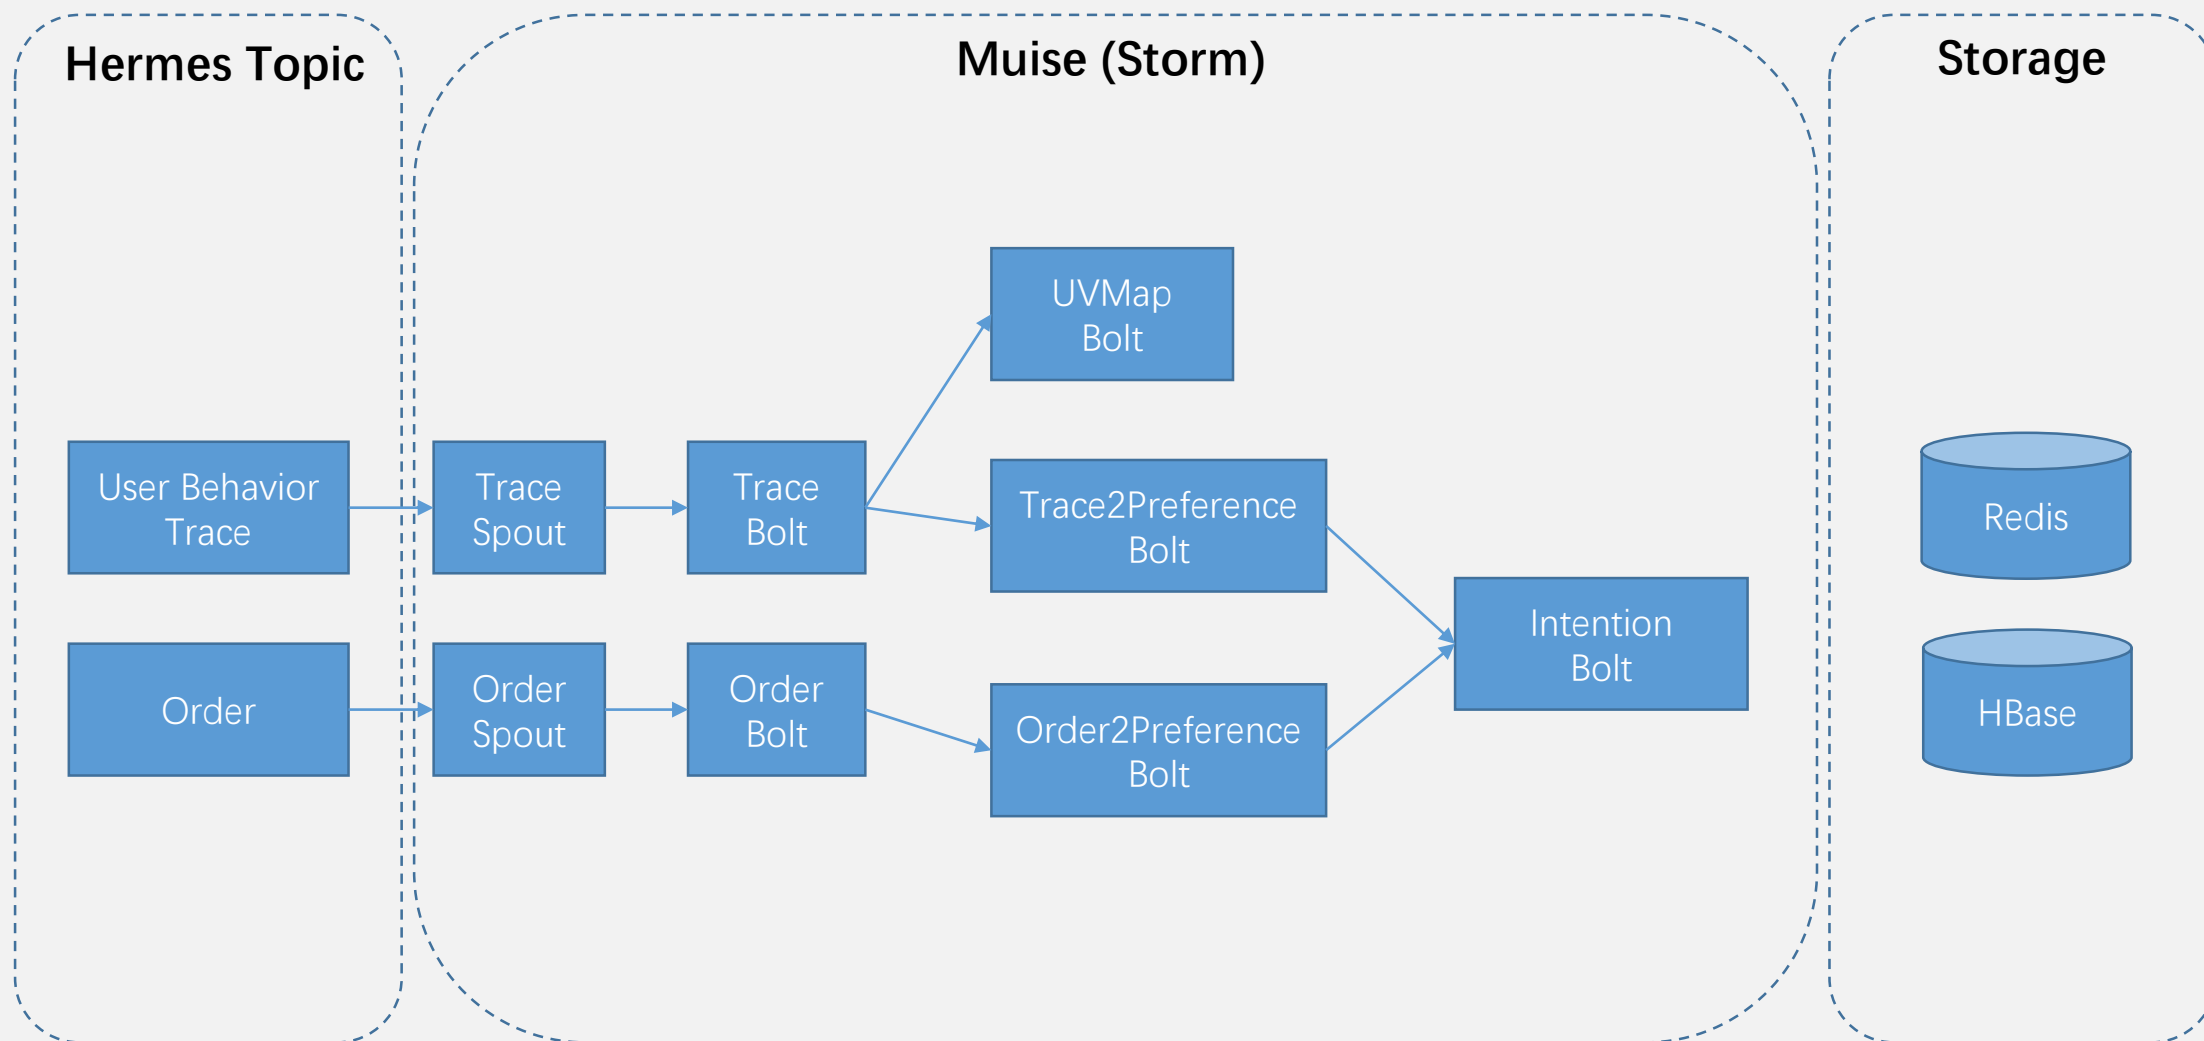 Hermes Topic
Muise (Storm)
Storage
UVMap
Bolt
User Behavior
Trace
Trace
Spout
Trace
Bolt
Trace2Preference
Bolt
Redis
Intention
Bolt
Order
Order
Spout
Order
Bolt
Order2Preference
Bolt
HBase